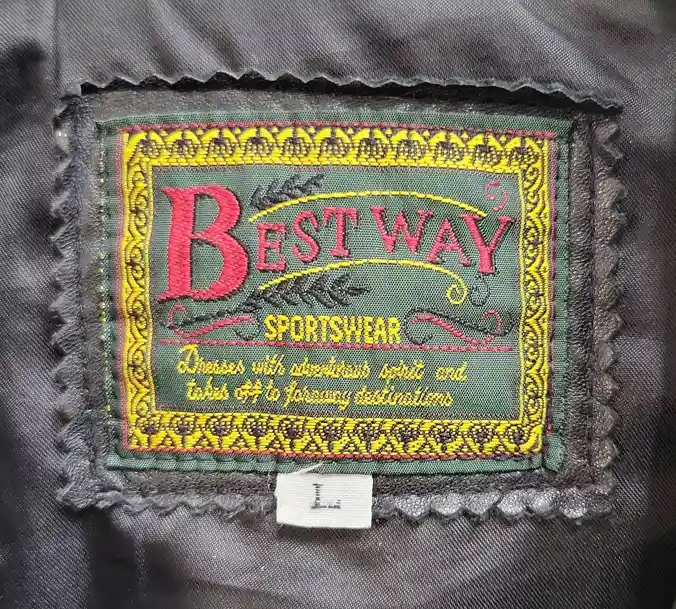 BEST WAY
SPORTSWEAR
Dresses with adventurous spirit and
takes off to faraway destinations
L